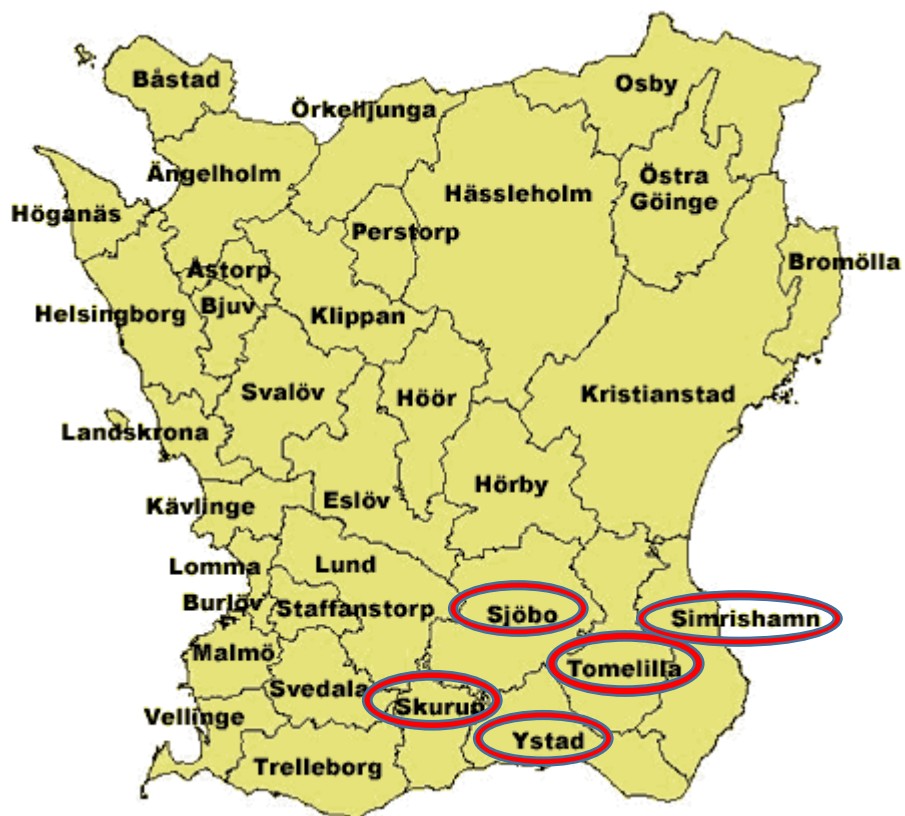 Båstad
Osby
Örkelljunga
Ängelholm
Hässleholm
Östra
Göinge
Höganäs
Perstorp
Bromölla
Åstorp
Bjuv
Helsingborg
Klippan
Svalöv
Höör
Kristianstad
Landskrona
Hörby
Eslöv
Kävlinge
Lomma
Lund
Burlöv
Staffanstorp
Sjöbo
Simrishamn
Malmö
Tomelilla
Svedala
Skurup
Vellinge
Ystad
Trelleborg